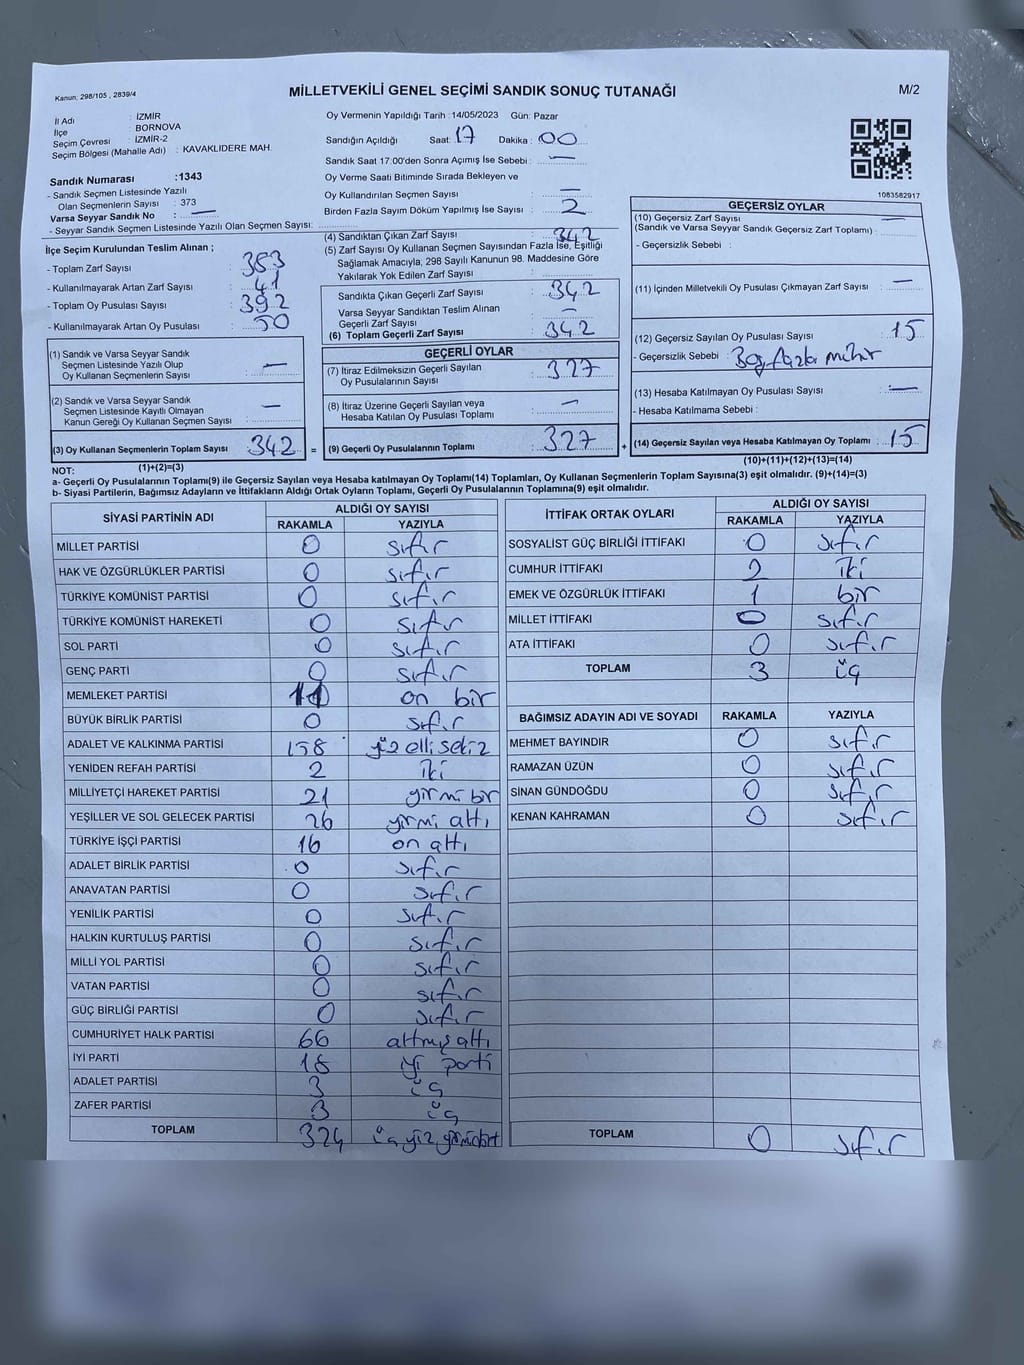 Kanun; 298/105 , 2839/4
MİLLETVEKİLİ GENEL SEÇİMİ SANDIK SONUÇ TUTANAĞI
M/2
İl Adı : İZMİR
İlçe : BORNOVA
Seçim Çevresi : İZMİR-2
Seçim Bölgesi (Mahalle Adı) : KAVAKLIDERE MAH.
Oy Vermenin Yapıldığı Tarih : 14/05/2023 Gün: Pazar
Sandığın Açıldığı Saat: 17 Dakika : 00
Sandık Saat 17:00'den Sonra Açımış İse Sebebi : —
Oy Verme Saati Bitiminde Sırada Bekleyen ve
Oy Kullandırılan Seçmen Sayısı : —
Birden Fazla Sayım Döküm Yapılmış İse Sayısı : 2
1083582917
Sandık Numarası :1343
- Sandık Seçmen Listesinde Yazılı
Olan Seçmenlerin Sayısı : 373
Varsa Seyyar Sandık No : —
- Seyyar Sandık Seçmen Listesinde Yazılı Olan Seçmen Sayısı:
İlçe Seçim Kurulundan Teslim Alınan ;
- Toplam Zarf Sayısı : 383
- Kullanılmayarak Artan Zarf Sayısı : 41
- Toplam Oy Pusulası Sayısı : 392
- Kullanılmayarak Artan Oy Pusulası : 50
(1) Sandık ve Varsa Seyyar Sandık
Seçmen Listesinde Yazılı Olup
Oy Kullanan Seçmenlerin Sayısı : —
(2) Sandık ve Varsa Seyyar Sandık
Seçmen Listesinde Kayıtlı Olmayan
Kanun Gereği Oy Kullanan Seçmen Sayısı : —
(3) Oy Kullanan Seçmenlerin Toplam Sayısı 342 =
(1)+(2)=(3)
(4) Sandıktan Çıkan Zarf Sayısı : 342
(5) Zarf Sayısı Oy Kullanan Seçmen Sayısından Fazla İse, Eşitliği
Sağlamak Amacıyla; 298 Sayılı Kanunun 98. Maddesine Göre
Yakılarak Yok Edilen Zarf Sayısı :
Sandıkta Çıkan Geçerli Zarf Sayısı : 342
Varsa Seyyar Sandıktan Teslim Alınan
Geçerli Zarf Sayısı : —
(6) Toplam Geçerli Zarf Sayısı : 342
GEÇERLİ OYLAR
(7) İtiraz Edilmeksizin Geçerli Sayılan
Oy Pusulalarının Sayısı : 327
(8) İtiraz Üzerine Geçerli Sayılan veya
Hesaba Katılan Oy Pusulası Toplamı : —
(9) Geçerli Oy Pusulalarının Toplamı : 327 +
GEÇERSİZ OYLAR
(10) Geçersiz Zarf Sayısı —
(Sandık ve Varsa Seyyar Sandık Geçersiz Zarf Toplamı) :
- Geçersizlik Sebebi :
(11) İçinden Milletvekili Oy Pusulası Çıkmayan Zarf Sayısı : —
(12) Geçersiz Sayılan Oy Pusulası Sayısı : 15
- Geçersizlik Sebebi : fazla mühür
(13) Hesaba Katılmayan Oy Pusulası Sayısı : —
- Hesaba Katılmama Sebebi :
(14) Geçersiz Sayılan veya Hesaba Katılmayan Oy Toplamı : 15
(10)+(11)+(12)+(13)=(14)
NOT:
a- Geçerli Oy Pusulalarının Toplamı(9) ile Geçersiz Sayılan veya Hesaba katılmayan Oy Toplamı(14) Toplamları, Oy Kullanan Seçmenlerin Toplam Sayısına(3) eşit olmalıdır. (9)+(14)=(3)
b- Siyasi Partilerin, Bağımsız Adayların ve İttifakların Aldığı Ortak Oyların Toplamı, Geçerli Oy Pusulalarının Toplamına(9) eşit olmalıdır.
SİYASİ PARTİNİN ADI ALDIĞI OY SAYISI
RAKAMLA YAZIYLA
MİLLET PARTİSİ 0 sıfır
HAK VE ÖZGÜRLÜKLER PARTİSİ 0 sıfır
TÜRKİYE KOMÜNİST PARTİSİ 0 sıfır
TÜRKİYE KOMÜNİST HAREKETİ 0 sıfır
SOL PARTİ 0 sıfır
GENÇ PARTİ 0 sıfır
MEMLEKET PARTİSİ 11 on bir
BÜYÜK BİRLİK PARTİSİ 0 sıfır
ADALET VE KALKINMA PARTİSİ 158 yüz elli sekiz
YENİDEN REFAH PARTİSİ 2 iki
MİLLİYETÇİ HAREKET PARTİSİ 21 yirmi bir
YEŞİLLER VE SOL GELECEK PARTİSİ 26 yirmi altı
TÜRKİYE İŞÇİ PARTİSİ 16 on altı
ADALET BİRLİK PARTİSİ 0 sıfır
ANAVATAN PARTİSİ 0 sıfır
YENİLİK PARTİSİ 0 sıfır
HALKIN KURTULUŞ PARTİSİ 0 sıfır
MİLLİ YOL PARTİSİ 0 sıfır
VATAN PARTİSİ 0 sıfır
GÜÇ BİRLİĞİ PARTİSİ 0 sıfır
CUMHURİYET HALK PARTİSİ 66 altmış altı
İYİ PARTİ 18 iyi parti
ADALET PARTİSİ 3 üç
ZAFER PARTİSİ 3 üç
TOPLAM 324 üç yüz yirmi dört
İTTİFAK ORTAK OYLARI ALDIĞI OY SAYISI
RAKAMLA YAZIYLA
SOSYALİST GÜÇ BİRLİĞİ İTTİFAKI 0 sıfır
CUMHUR İTTİFAKI 2 iki
EMEK VE ÖZGÜRLÜK İTTİFAKI 1 bir
MİLLET İTTİFAKI 0 sıfır
ATA İTTİFAKI 0 sıfır
TOPLAM 3 üç
BAĞIMSIZ ADAYIN ADI VE SOYADI RAKAMLA YAZIYLA
MEHMET BAYINDIR 0 sıfır
RAMAZAN ÜZÜN 0 sıfır
SİNAN GÜNDOĞDU 0 sıfır
KENAN KAHRAMAN 0 sıfır
TOPLAM 0 sıfır